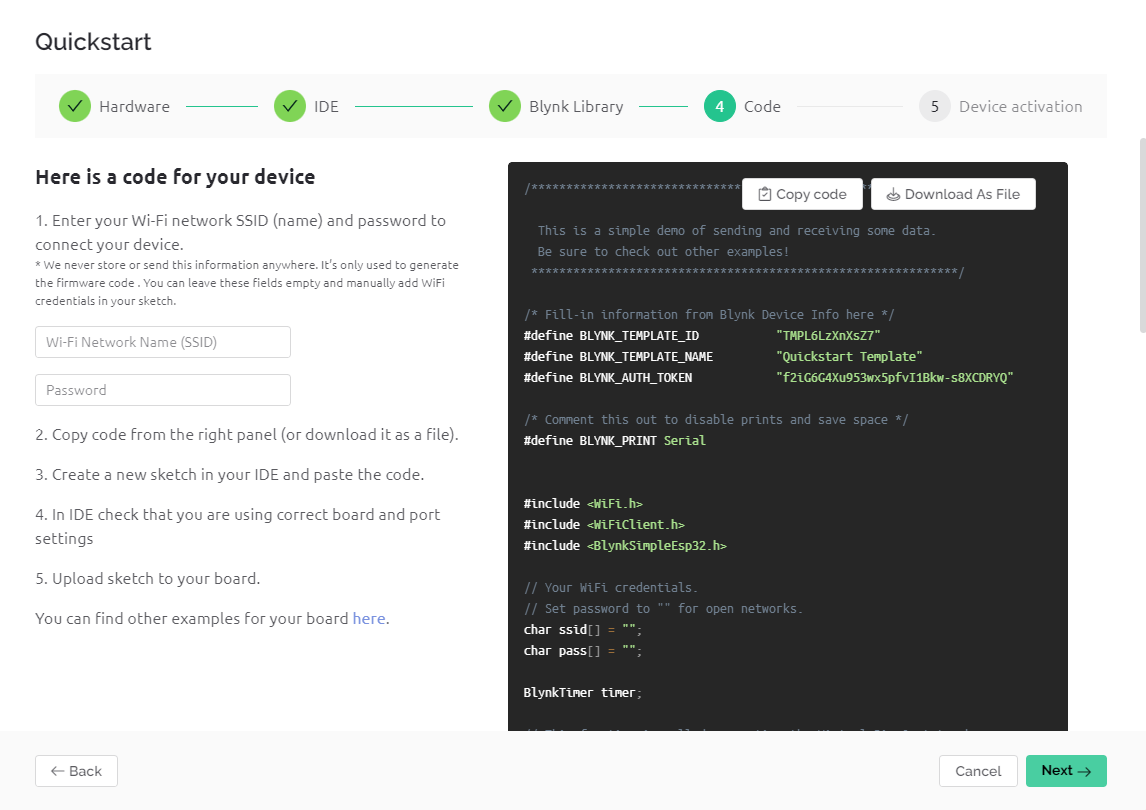 Quickstart
Hardware
IDE
Blynk Library
4 Code
5 Device activation
Here is a code for your device
1. Enter your Wi-Fi network SSID (name) and password to
connect your device.
* We never store or send this information anywhere. It's only used to generate
the firmware code . You can leave these fields empty and manually add WiFi
credentials in your sketch.
Wi-Fi Network Name (SSID)
Password
2. Copy code from the right panel (or download it as a file).
3. Create a new sketch in your IDE and paste the code.
4. In IDE check that you are using correct board and port
settings
5. Upload sketch to your board.
You can find other examples for your board here.
Copy code
Download As File
This is a simple demo of sending and receiving some data.
Be sure to check out other examples!
*************************************************************/
/* Fill-in information from Blynk Device Info here */
#define BLYNK_TEMPLATE_ID "TMPL6LzXnXsZ7"
#define BLYNK_TEMPLATE_NAME "Quickstart Template"
#define BLYNK_AUTH_TOKEN "f2iG6G4Xu953wx5pfvI1Bkw-s8XCDRYQ"
/* Comment this out to disable prints and save space */
#define BLYNK_PRINT Serial
#include <WiFi.h>
#include <WiFiClient.h>
#include <BlynkSimpleEsp32.h>
// Your WiFi credentials.
// Set password to "" for open networks.
char ssid[] = "";
char pass[] = "";
BlynkTimer timer;
← Back
Cancel
Next →